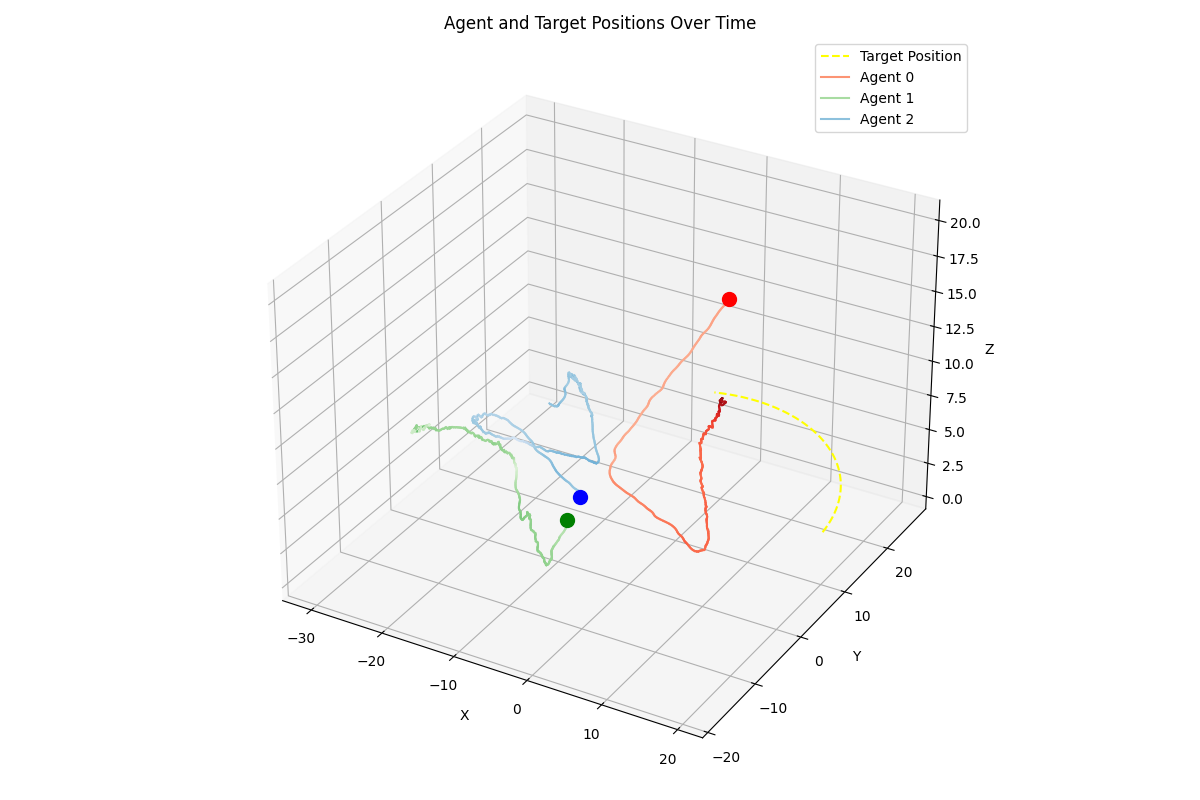 Agent and Target Positions Over Time
Target Position
Agent 0
Agent 1
Agent 2
20.0
17.5
15.0
12.5
10.0
7.5
5.0
2.5
0.0
Z
−30
−20
−10
0
10
20
X
−20
−10
0
10
20
Y